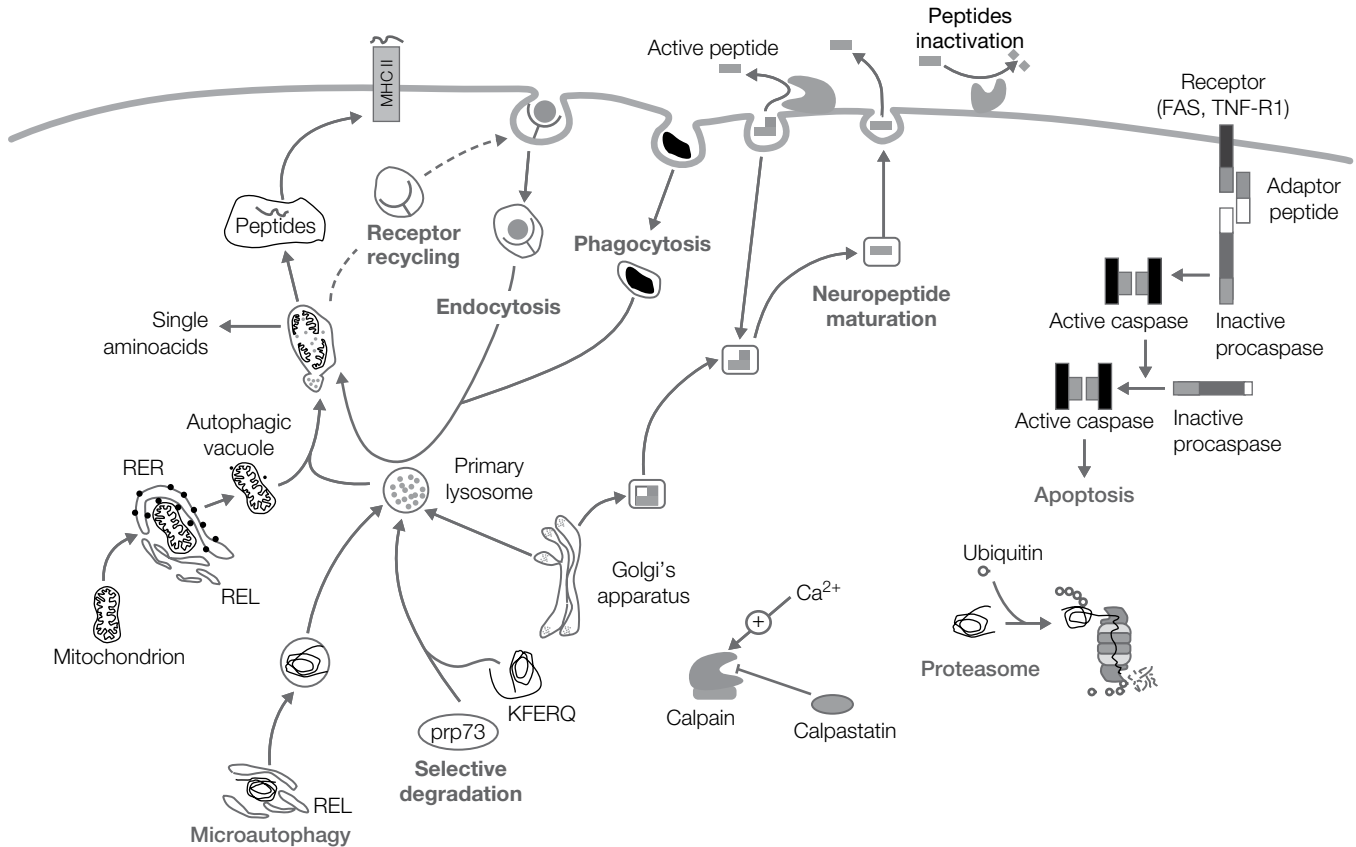 Peptides
inactivation
Active peptide
MHC II
Receptor
(FAS, TNF-R1)
Adaptor
peptide
Peptides
Receptor
recycling
Phagocytosis
Endocytosis
Neuropeptide
maturation
Single
aminoacids
Active caspase
Inactive
procaspase
Active caspase
Inactive
procaspase
Apoptosis
Autophagic
vacuole
RER
Primary
lysosome
REL
Mitochondrion
Golgi's
apparatus
Ca2+
+
Calpain
Calpastatin
Ubiquitin
Proteasome
KFERQ
prp73
Selective
degradation
REL
Microautophagy